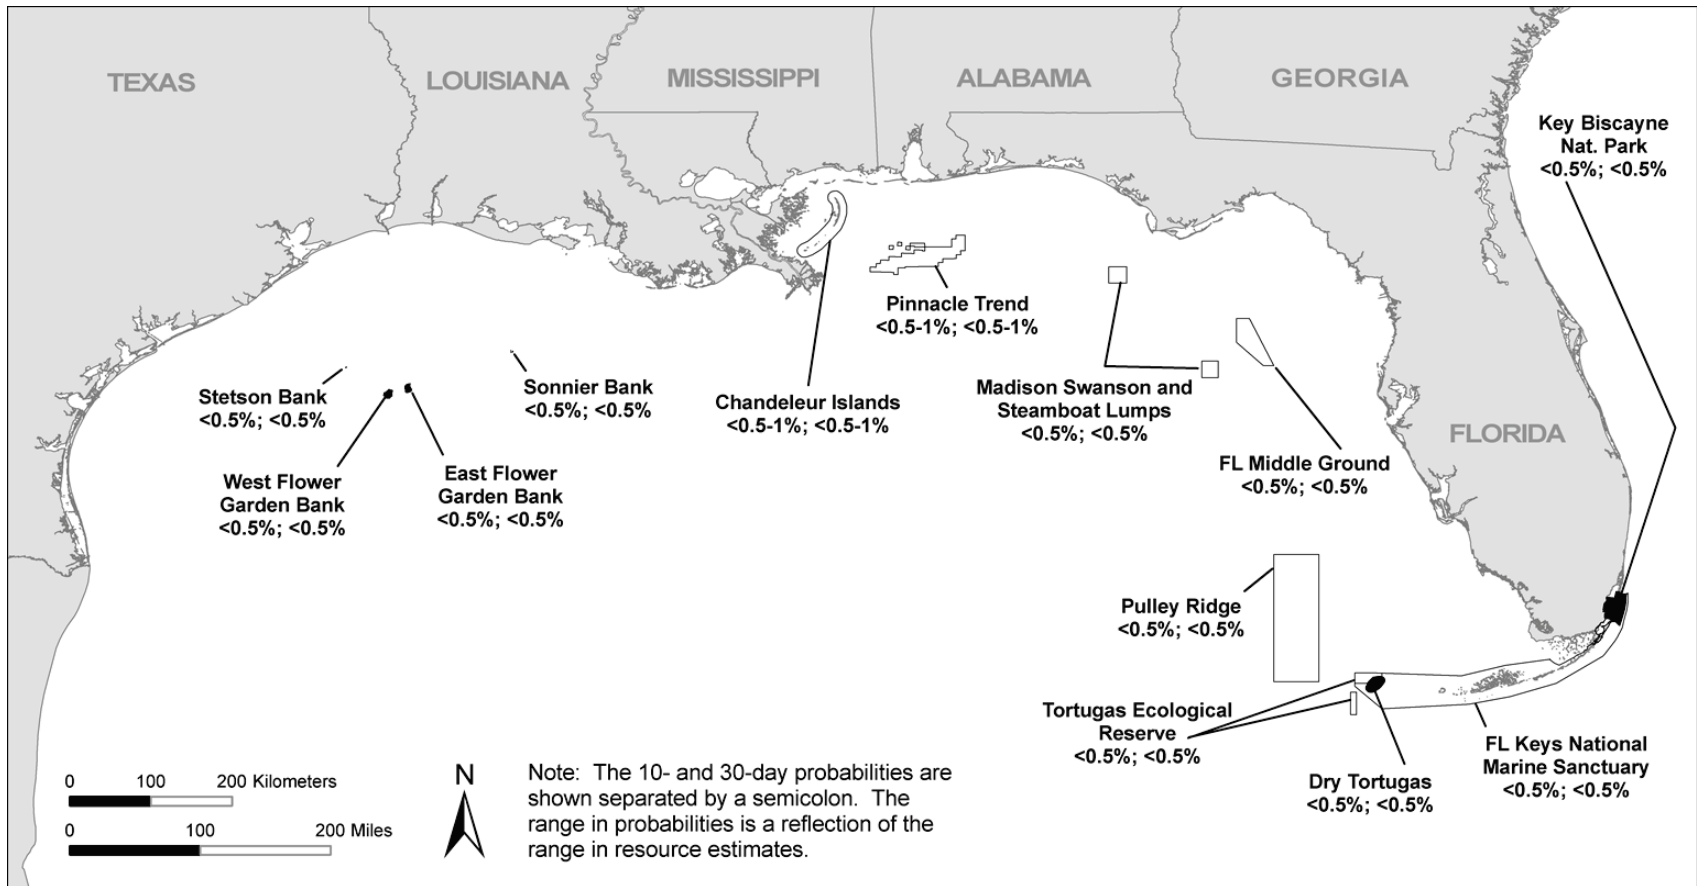 TEXAS
LOUISIANA
MISSISSIPPI
ALABAMA
GEORGIA
Key Biscayne
Nat. Park
<0.5%; <0.5%
Pinnacle Trend
<0.5-1%; <0.5-1%
Stetson Bank
<0.5%; <0.5%
Sonnier Bank
<0.5%; <0.5%
Chandeleur Islands
<0.5-1%; <0.5-1%
Madison Swanson and
Steamboat Lumps
<0.5%; <0.5%
FLORIDA
FL Middle Ground
<0.5%; <0.5%
West Flower
Garden Bank
<0.5%; <0.5%
East Flower
Garden Bank
<0.5%; <0.5%
Pulley Ridge
<0.5%; <0.5%
Tortugas Ecological
Reserve
<0.5%; <0.5%
Dry Tortugas
<0.5%; <0.5%
FL Keys National
Marine Sanctuary
<0.5%; <0.5%
0 100 200 Kilometers
0 100 200 Miles
N
Note: The 10- and 30-day probabilities are
shown separated by a semicolon. The
range in probabilities is a reflection of the
range in resource estimates.